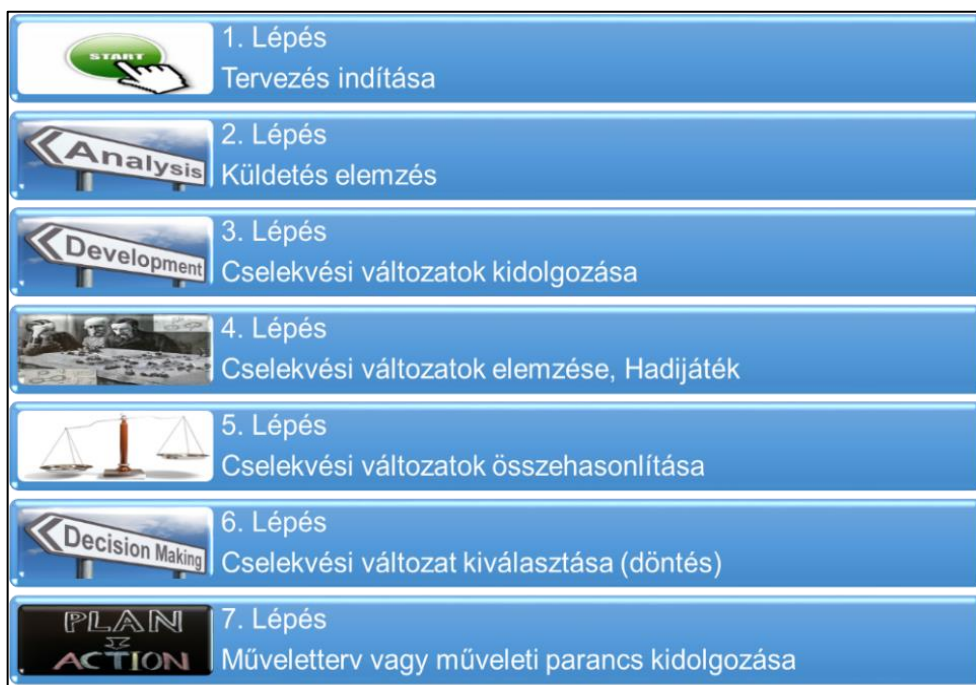 START
1. Lépés
Tervezés indítása
Analysis
2. Lépés
Küldetés elemzés
Development
3. Lépés
Cselekvési változatok kidolgozása
4. Lépés
Cselekvési változatok elemzése, Hadijáték
5. Lépés
Cselekvési változatok összehasonlítása
Decision Making
6. Lépés
Cselekvési változat kiválasztása (döntés)
PLAN
ACTION
7. Lépés
Műveletterv vagy műveleti parancs kidolgozása